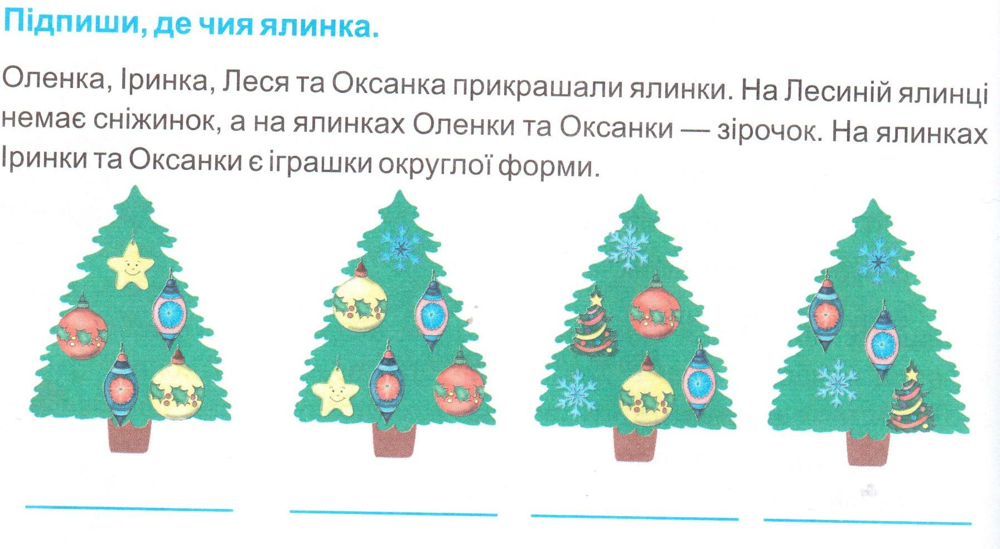 Підпиши, де чия ялинка.
Оленка, Іринка, Леся та Оксанка прикрашали ялинки. На Лесиній ялинці
немає сніжинок, а на ялинках Оленки та Оксанки — зірочок. На ялинках
Іринки та Оксанки є іграшки округлої форми.